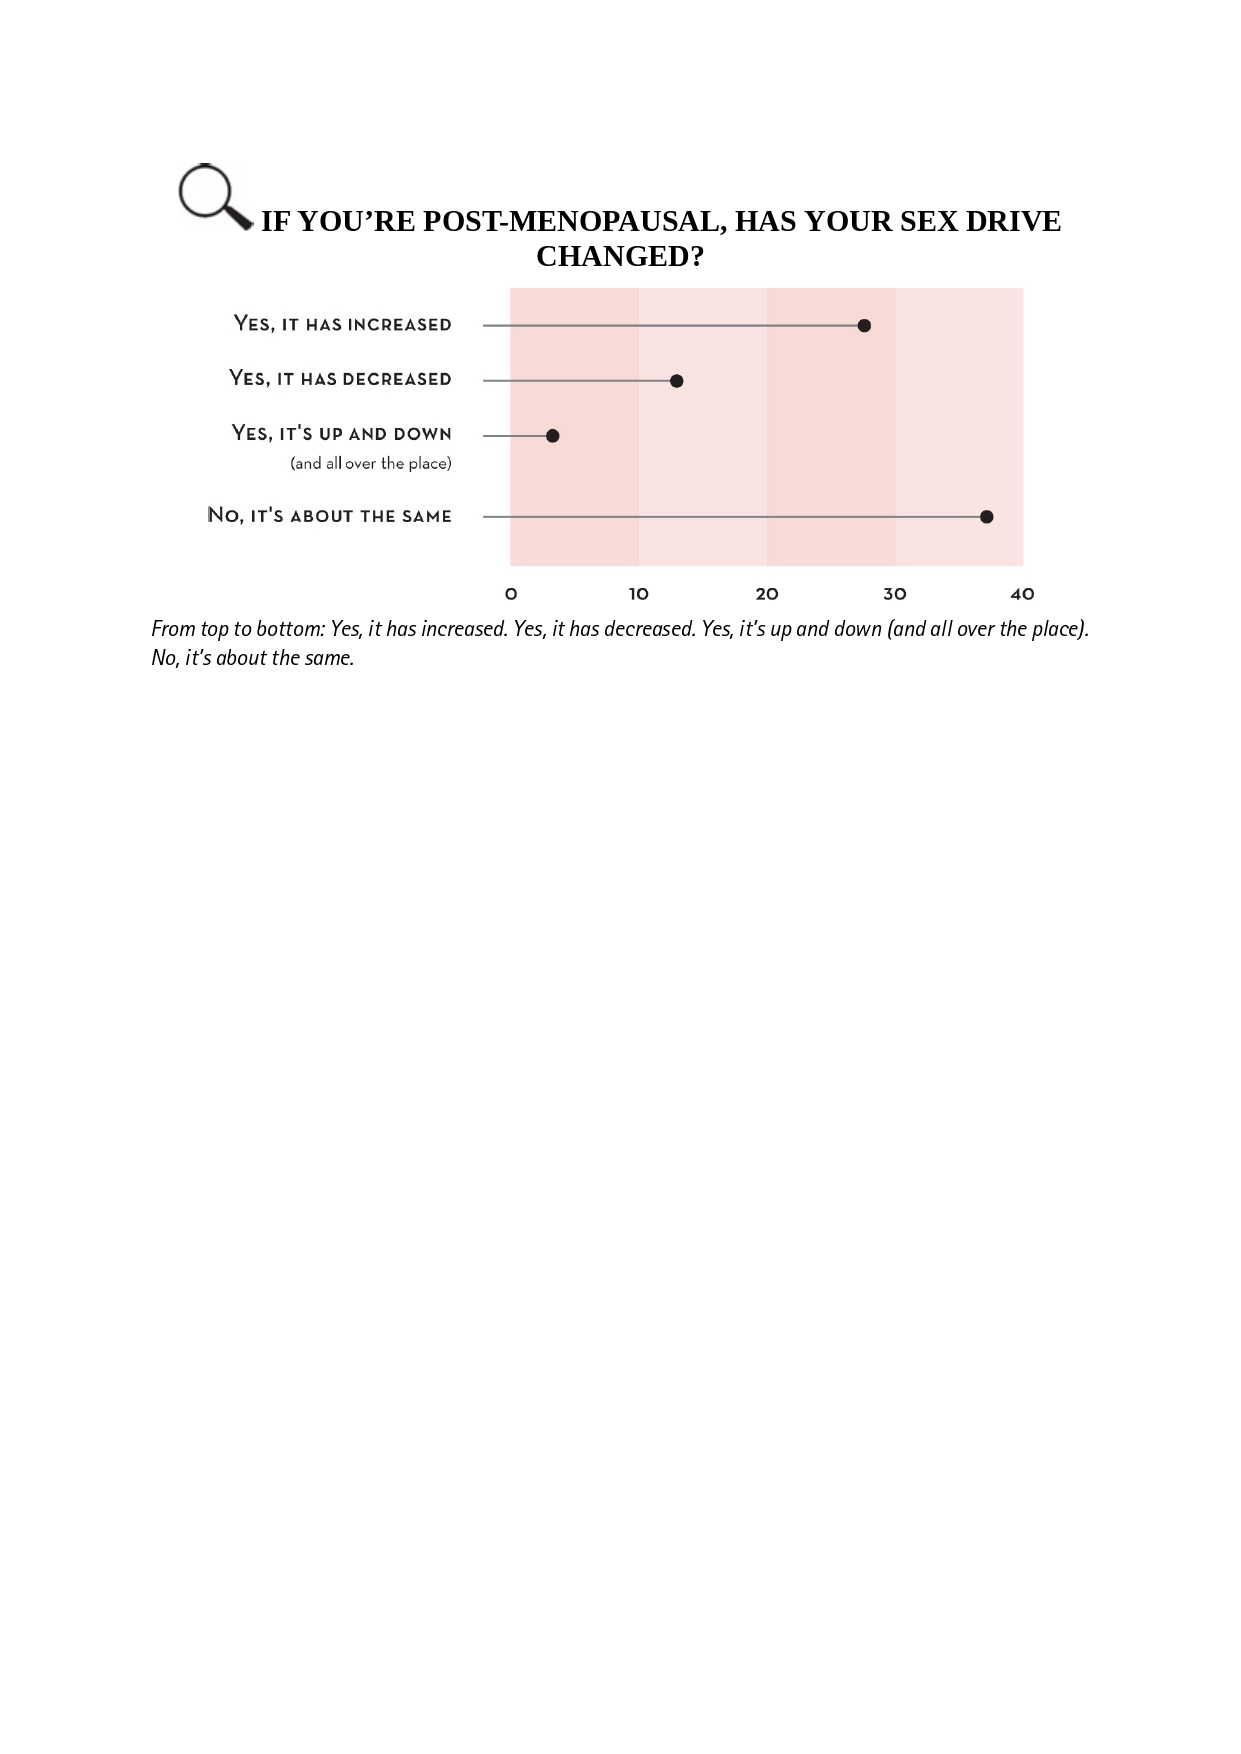 IF YOU’RE POST-MENOPAUSAL, HAS YOUR SEX DRIVE
CHANGED?
YES, IT HAS INCREASED
YES, IT HAS DECREASED
YES, IT'S UP AND DOWN
(and all over the place)
NO, IT'S ABOUT THE SAME
0 10 20 30 40
From top to bottom: Yes, it has increased. Yes, it has decreased. Yes, it’s up and down (and all over the place).
No, it’s about the same.